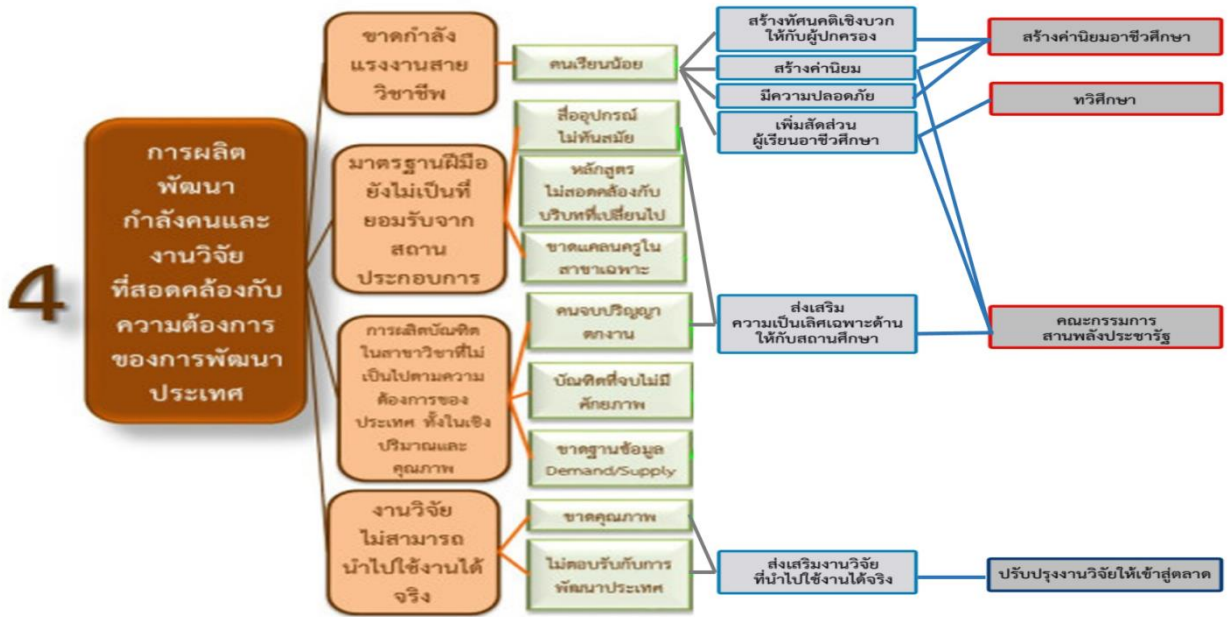 4
การผลิต
พัฒนา
กำลังคนและ
งานวิจัย
ที่สอดคล้องกับ
ความต้องการ
ของการพัฒนา
ประเทศ
ขาดกำลัง
แรงงานสาย
วิชาชีพ
มาตรฐานฝีมือ
ยังไม่เป็นที่
ยอมรับจาก
สถาน
ประกอบการ
การผลิตบัณฑิต
ในสาขาวิชาที่ไม่
เป็นไปตามความ
ต้องการของ
ประเทศ ทั้งในเชิง
ปริมาณและ
คุณภาพ
งานวิจัย
ไม่สามารถ
นำไปใช้งานได้
จริง
คนเรียนน้อย
สื่ออุปกรณ์
ไม่ทันสมัย
หลักสูตร
ไม่สอดคล้องกับ
บริบทที่เปลี่ยนไป
ขาดแคลนครูใน
สาขาเฉพาะ
คนจบปริญญา
ตกงาน
บัณฑิตที่จบไม่มี
ศักยภาพ
ขาดฐานข้อมูล
Demand/Supply
ขาดคุณภาพ
ไม่ตอบรับกับการ
พัฒนาประเทศ
สร้างทัศนคติเชิงบวก
ให้กับผู้ปกครอง
สร้างค่านิยม
มีความปลอดภัย
เพิ่มสัดส่วน
ผู้เรียนอาชีวศึกษา
ส่งเสริม
ความเป็นเลิศเฉพาะด้าน
ให้กับสถานศึกษา
ส่งเสริมงานวิจัย
ที่นำไปใช้งานได้จริง
สร้างค่านิยมอาชีวศึกษา
ทวิศึกษา
คณะกรรมการ
สานพลังประชารัฐ
ปรับปรุงงานวิจัยให้เข้าสู่ตลาด